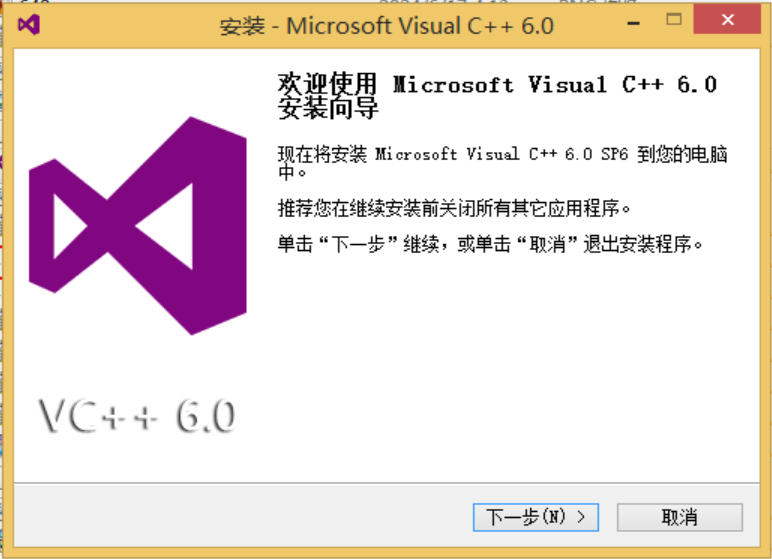 安装 - Microsoft Visual C++ 6.0
欢迎使用 Microsoft Visual C++ 6.0
安装向导
现在将安装 Microsoft Visual C++ 6.0 SP6 到您的电脑
中。
推荐您在继续安装前关闭所有其它应用程序。
单击“下一步”继续，或单击“取消”退出安装程序。
VC++ 6.0
下一步(N) >
取消